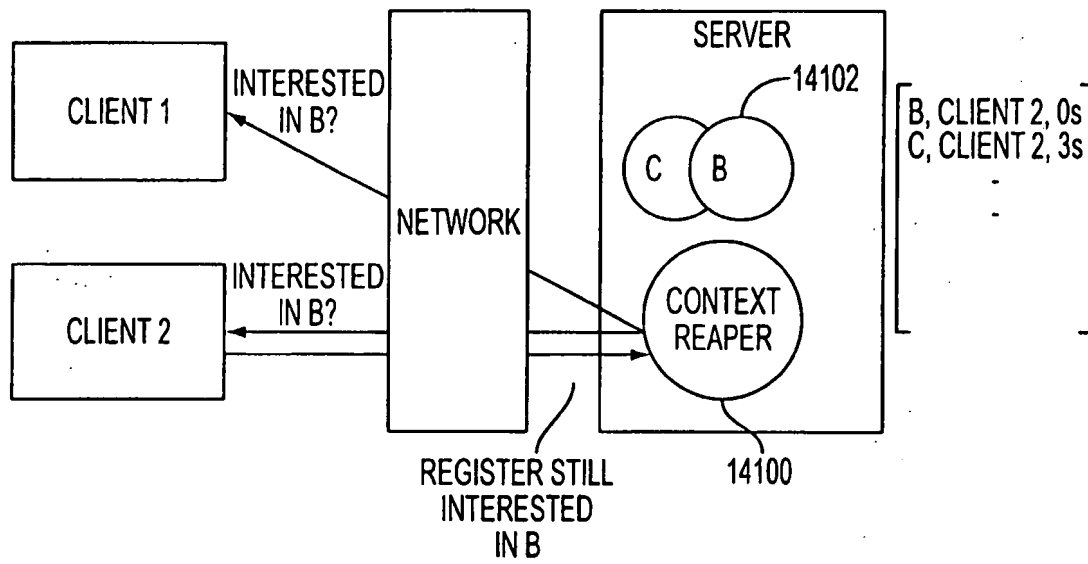 SERVER
14102
CLIENT 1
INTERESTED
IN B?
B, CLIENT 2, 0s
C, CLIENT 2, 3s
C
B
NETWORK
CLIENT 2
INTERESTED
IN B?
CONTEXT
REAPER
REGISTER STILL
INTERESTED
IN B
14100